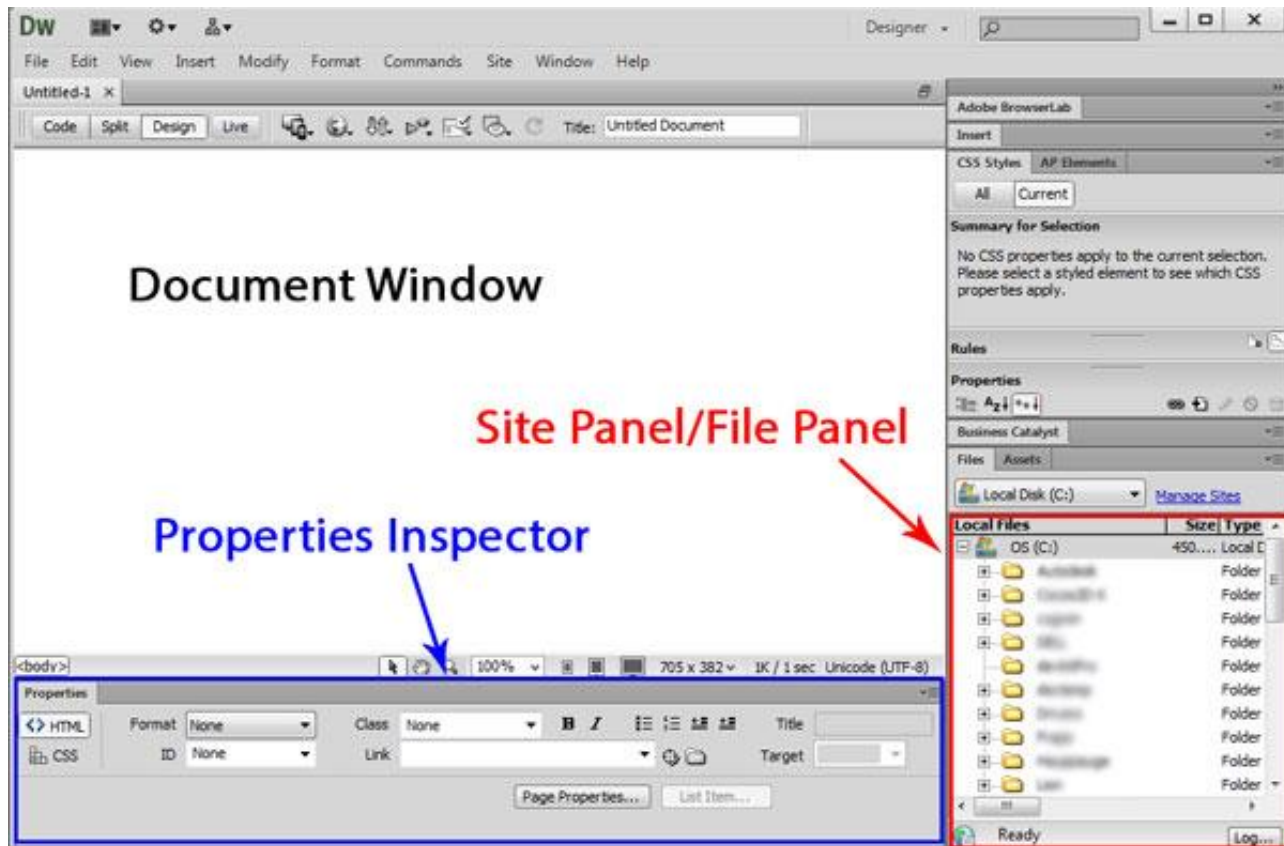 Dw Designer
File Edit View Insert Modify Format Commands Site Window Help
Untitled-1 ×
Code Split Design Live Title: Untitled Document
Document Window
Site Panel/File Panel
Properties Inspector
<body> 100% 705 x 382 1K / 1 sec Unicode (UTF-8)
Properties
<> HTML Format None Class None B I Title
CSS ID None Link Target
Page Properties... List Item...
Adobe BrowserLab
Insert
CSS Styles AP Elements
All Current
Summary for Selection
No CSS properties apply to the current selection.
Please select a styled element to see which CSS
properties apply.
Rules
Properties
Az
Business Catalyst
Files Assets
Local Disk (C:) Manage Sites
Local Files Size Type
OS (C:) 450.... Local D
Folder
Folder
Folder
Folder
Folder
Folder
Folder
Folder
Folder
Folder
Ready Log...